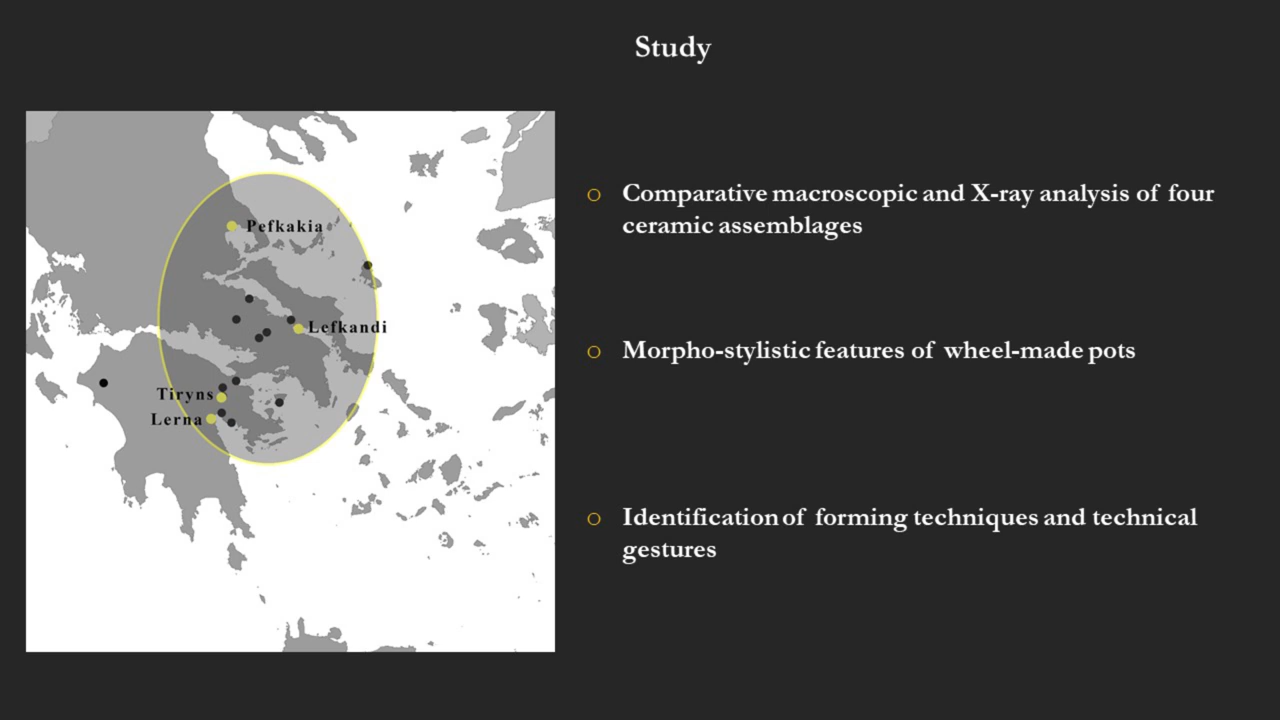 Study
Pefkakia
Lefkandi
Tiryns
Lerna
o Comparative macroscopic and X-ray analysis of four
ceramic assemblages
o Morpho-stylistic features of wheel-made pots
o Identification of forming techniques and technical
gestures